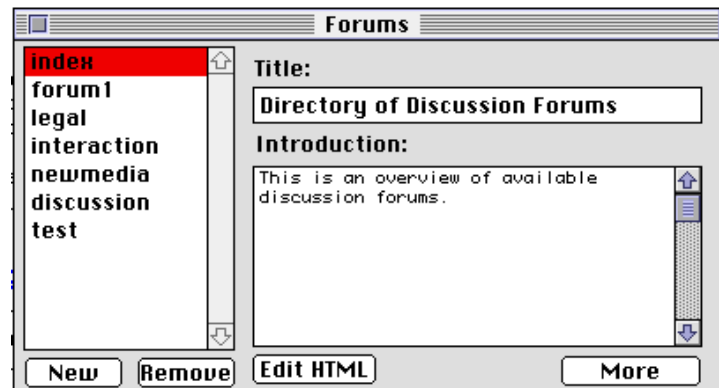 Forums
index
forum1
legal
interaction
newmedia
discussion
test
New
Remove
Title:
Directory of Discussion Forums
Introduction:
This is an overview of available
discussion forums.
Edit HTML
More